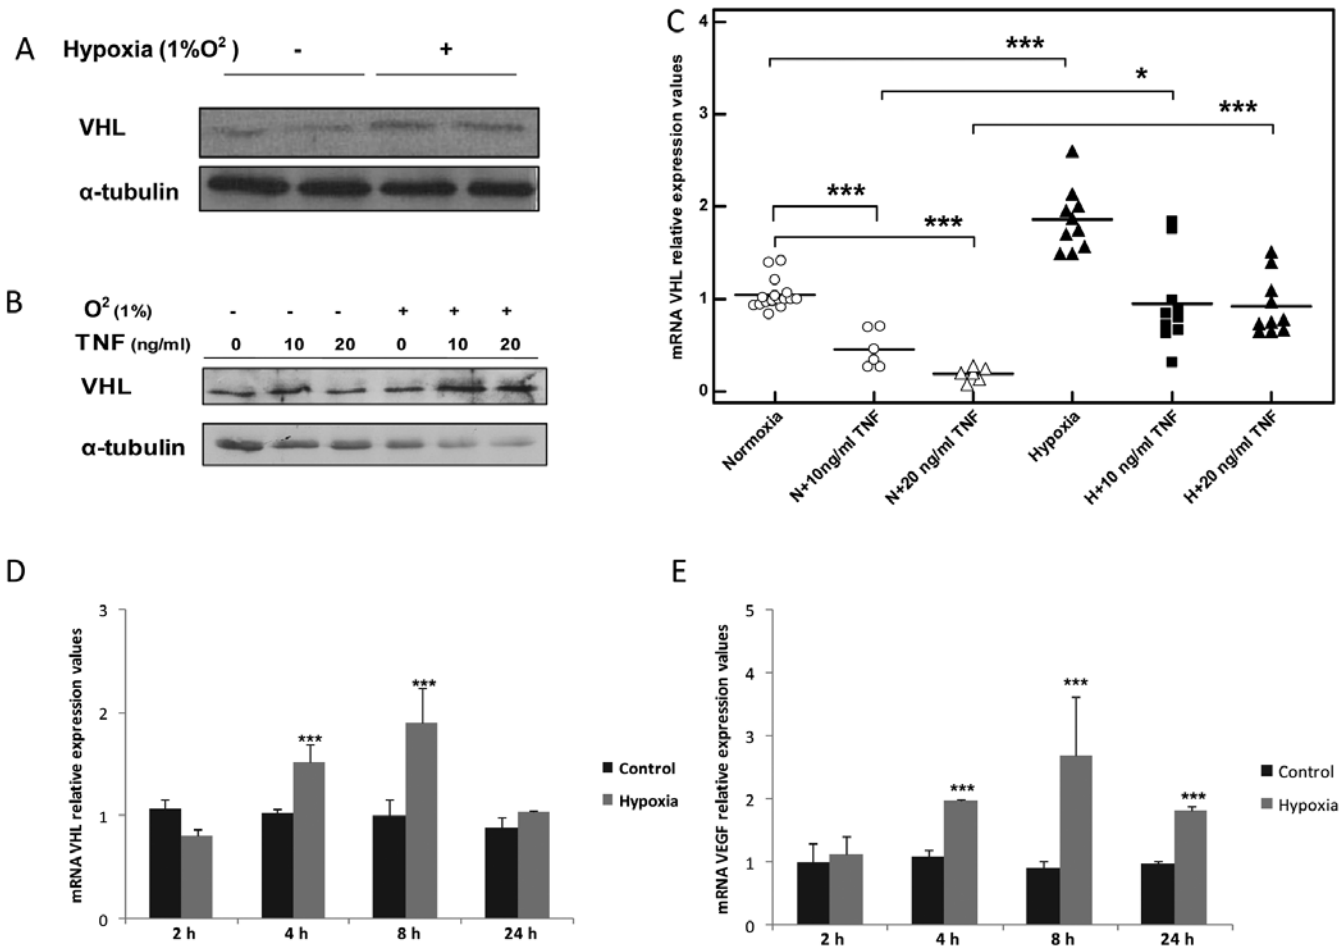 A
Hypoxia (1%O² )
-
+
VHL
α-tubulin
B
O² (1%)
- - - + + +
TNF (ng/ml)
0 10 20 0 10 20
VHL
α-tubulin
C
mRNA VHL relative expression values
4
3
2
1
0
***
*
***
***
***
Normoxia
N+10ng/ml TNF
N+20 ng/ml TNF
Hypoxia
H+10 ng/ml TNF
H+20 ng/ml TNF
D
mRNA VHL relative expression values
3
2
1
0
***
***
2 h
4 h
8 h
24 h
Control
Hypoxia
E
mRNA VEGF relative expression values
5
4
3
2
1
0
***
***
***
2 h
4 h
8 h
24 h
Control
Hypoxia